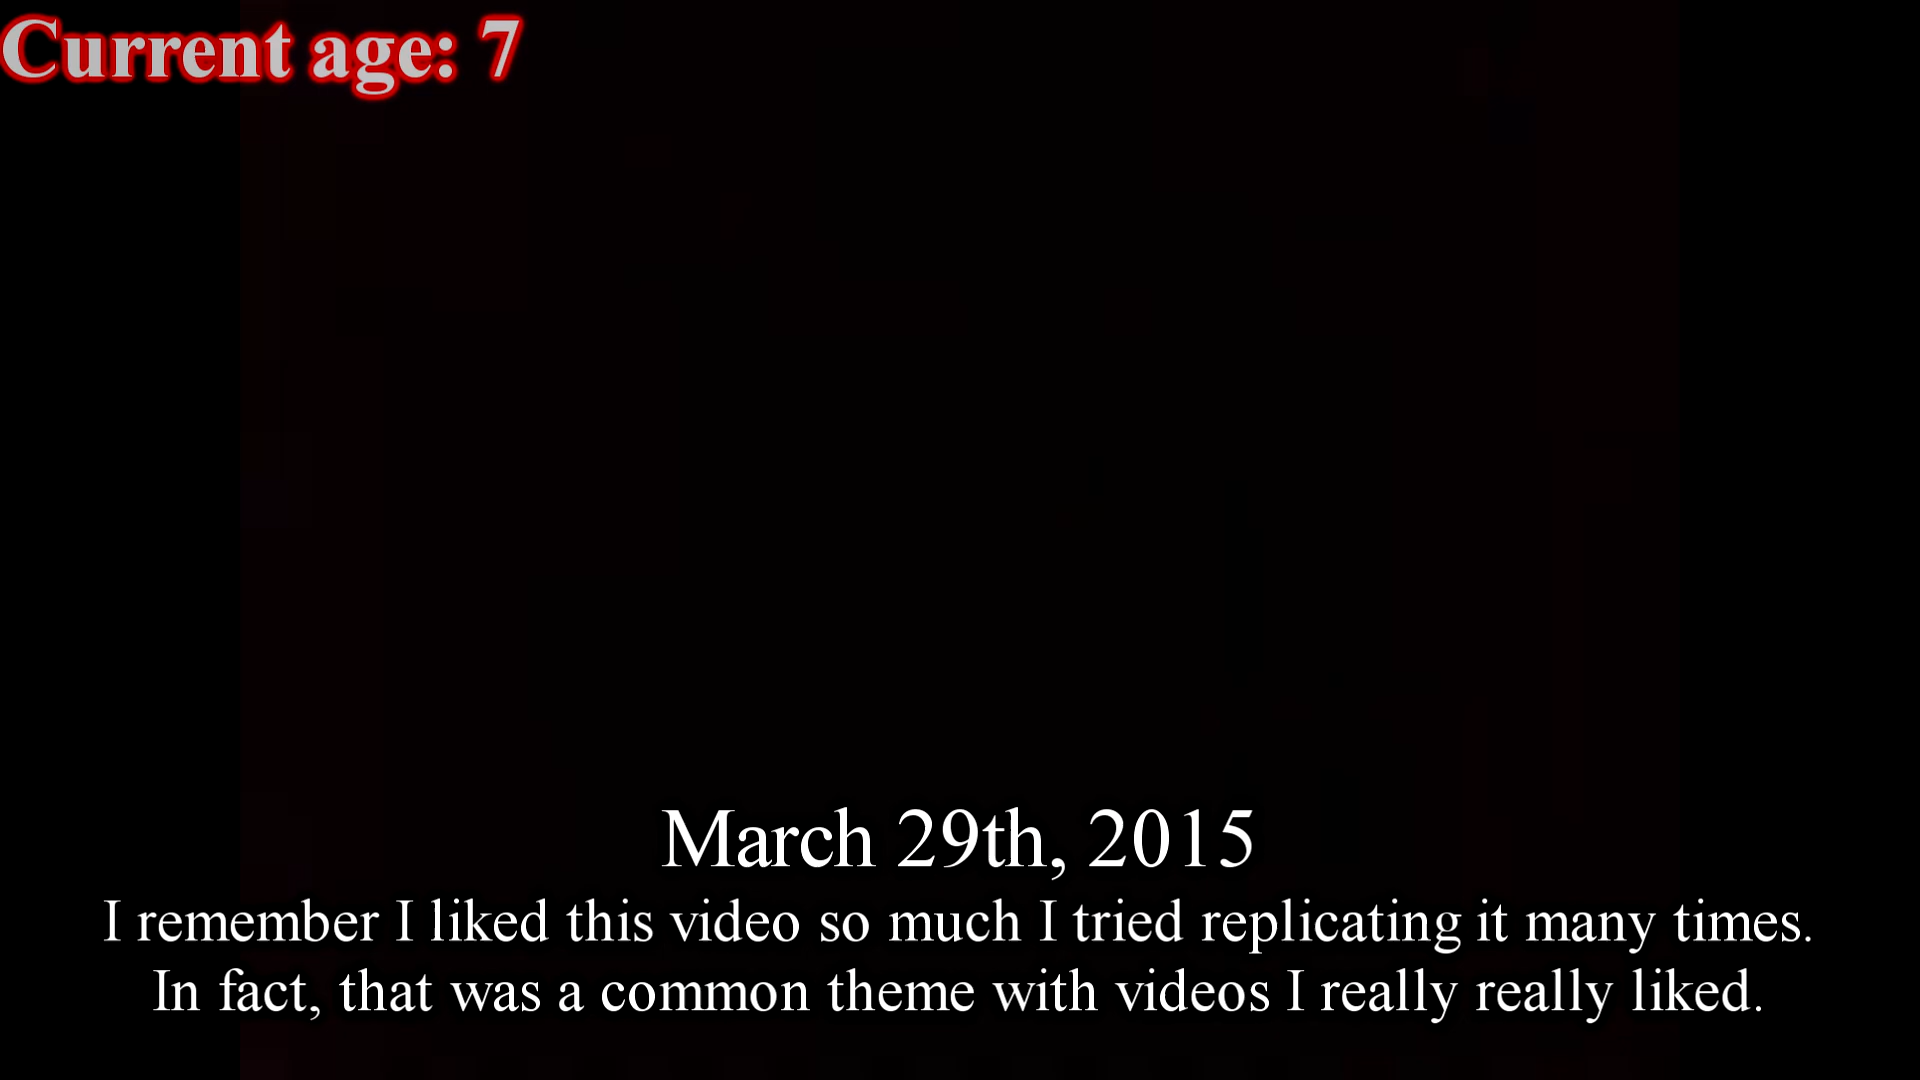 Current age: 7
March 29th, 2015
I remember I liked this video so much I tried replicating it many times.
In fact, that was a common theme with videos I really really liked.